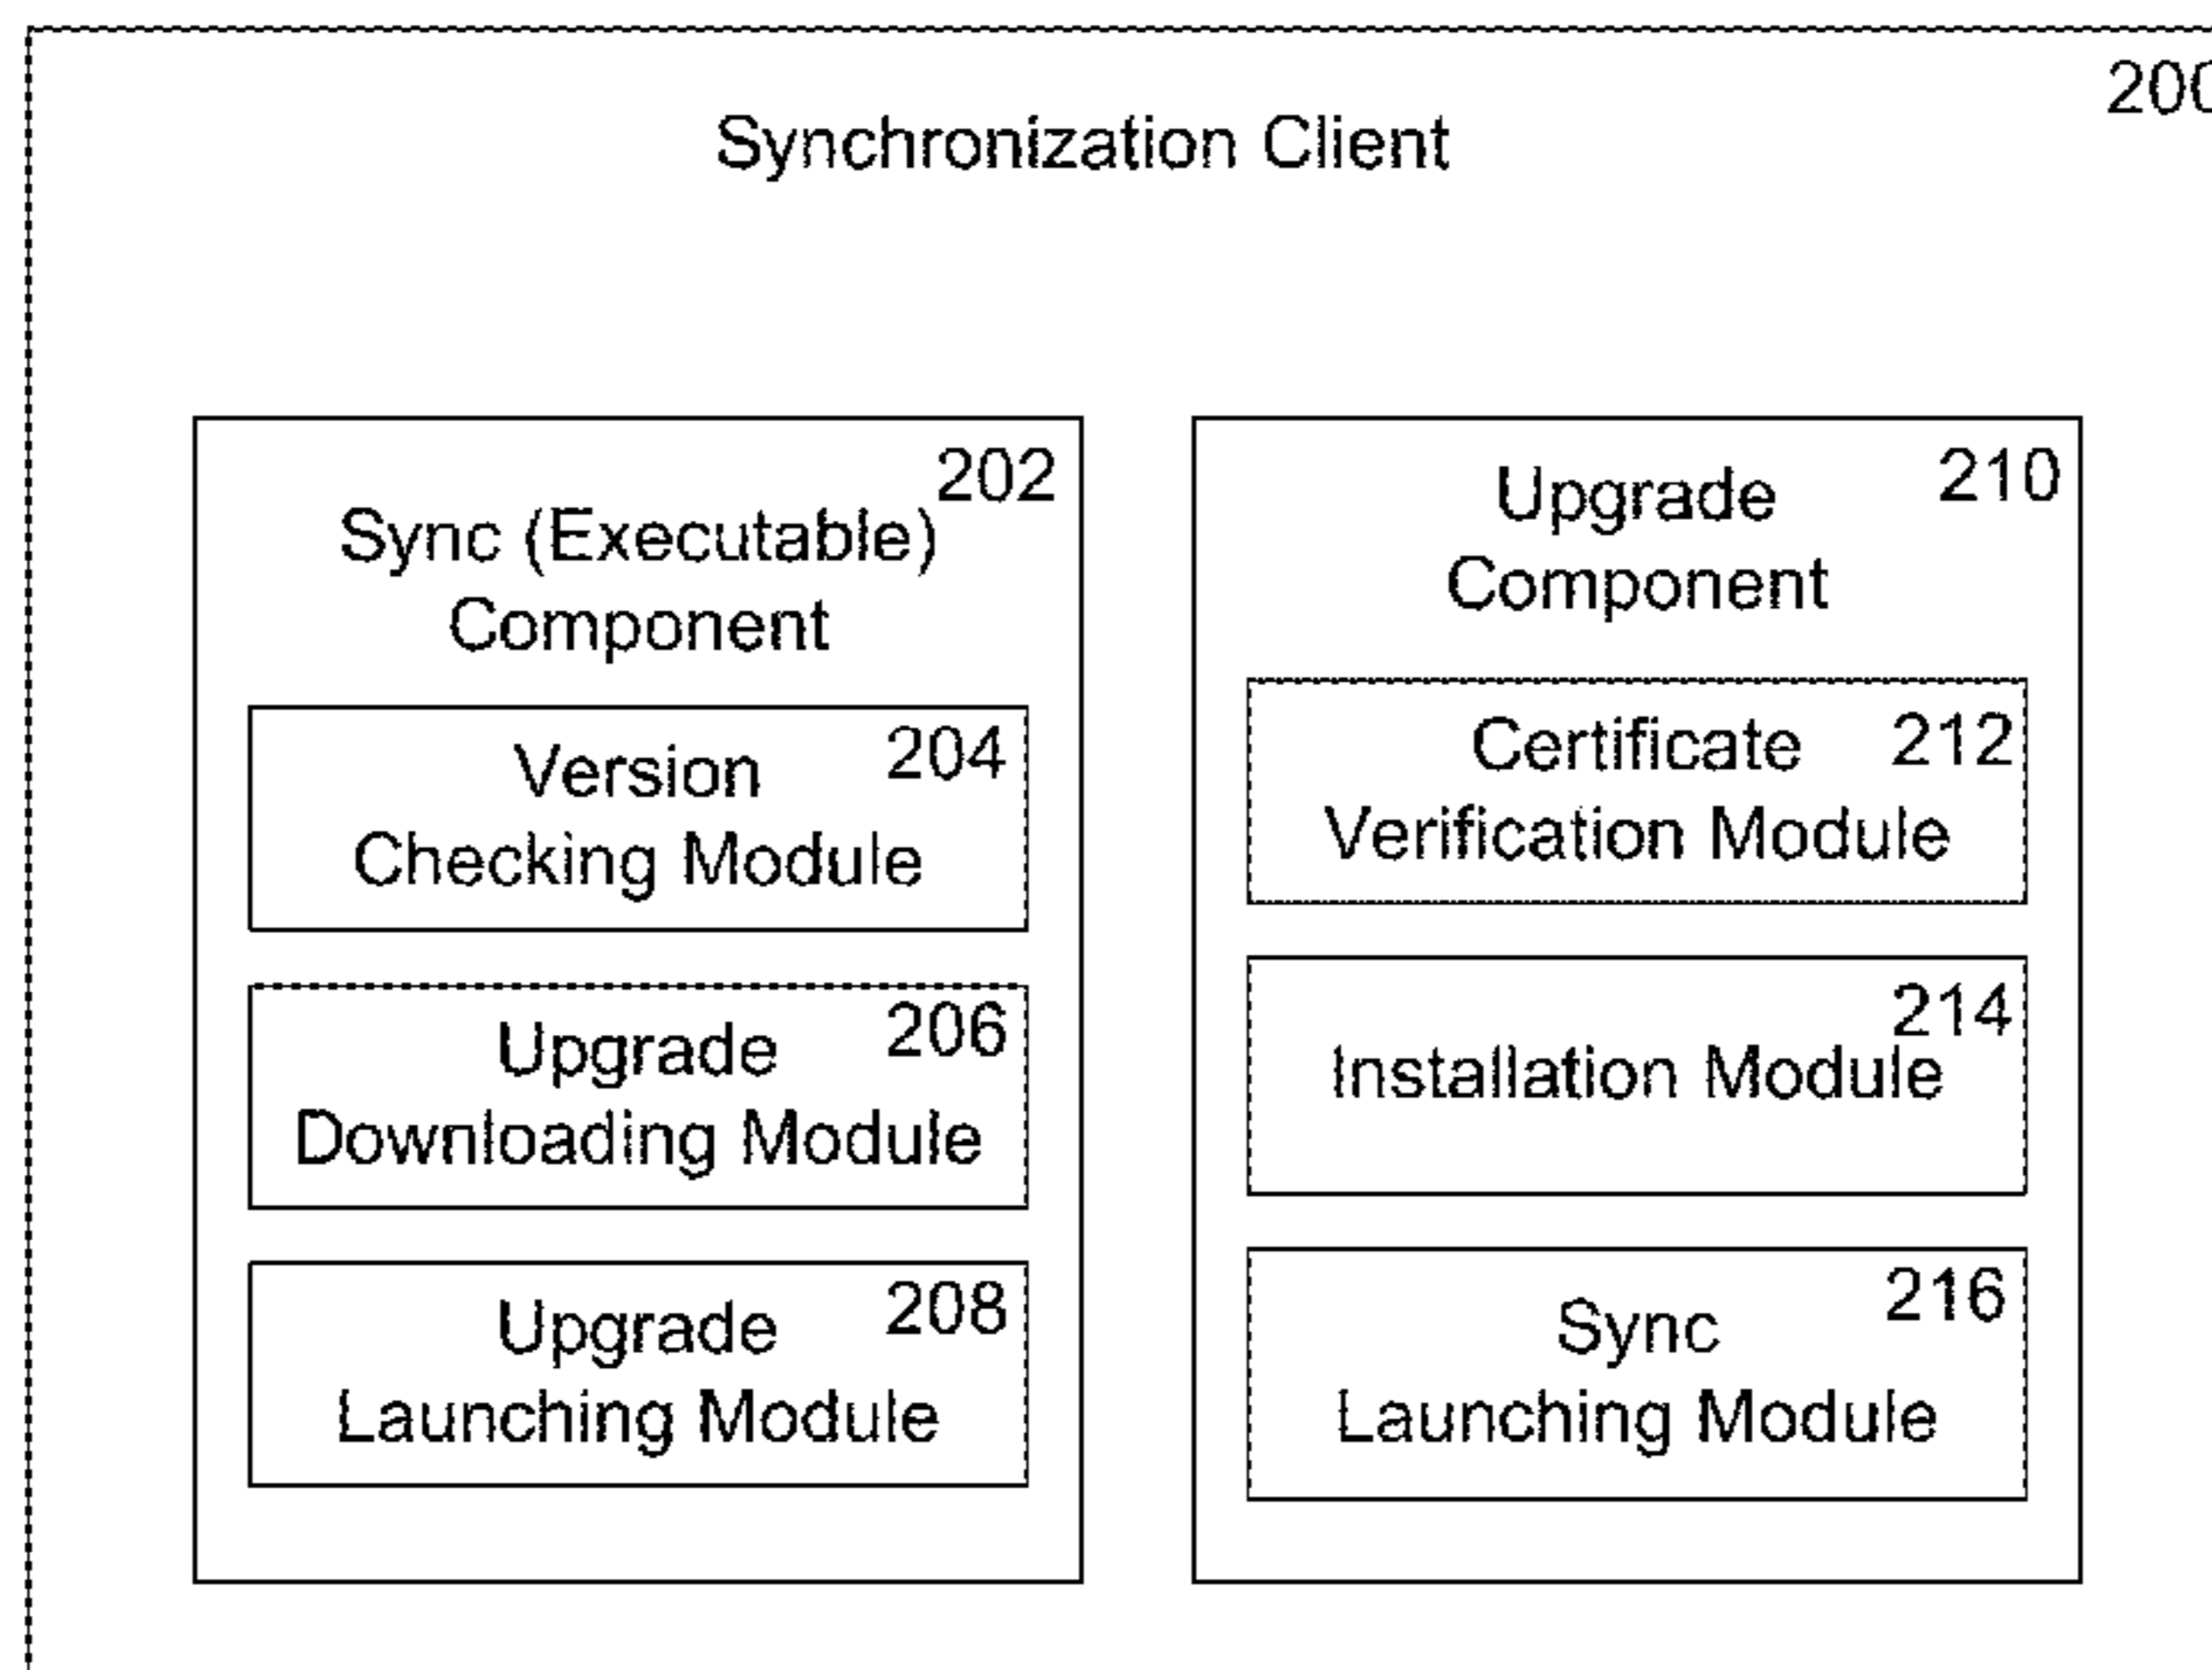 200
Synchronization Client
202
Sync (Executable)
Component
204
Version
Checking Module
206
Upgrade
Downloading Module
208
Upgrade
Launching Module
210
Upgrade
Component
212
Certificate
Verification Module
214
Installation Module
216
Sync
Launching Module